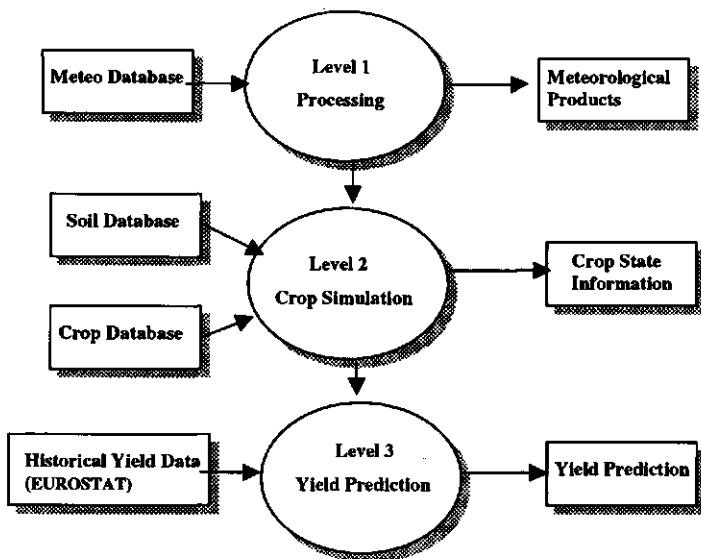 Meteo Database
Level 1
Processing
Meteorological
Products
Soil Database
Level 2
Crop Simulation
Crop State
Information
Crop Database
Historical Yield Data
(EUROSTAT)
Level 3
Yield Prediction
Yield Prediction